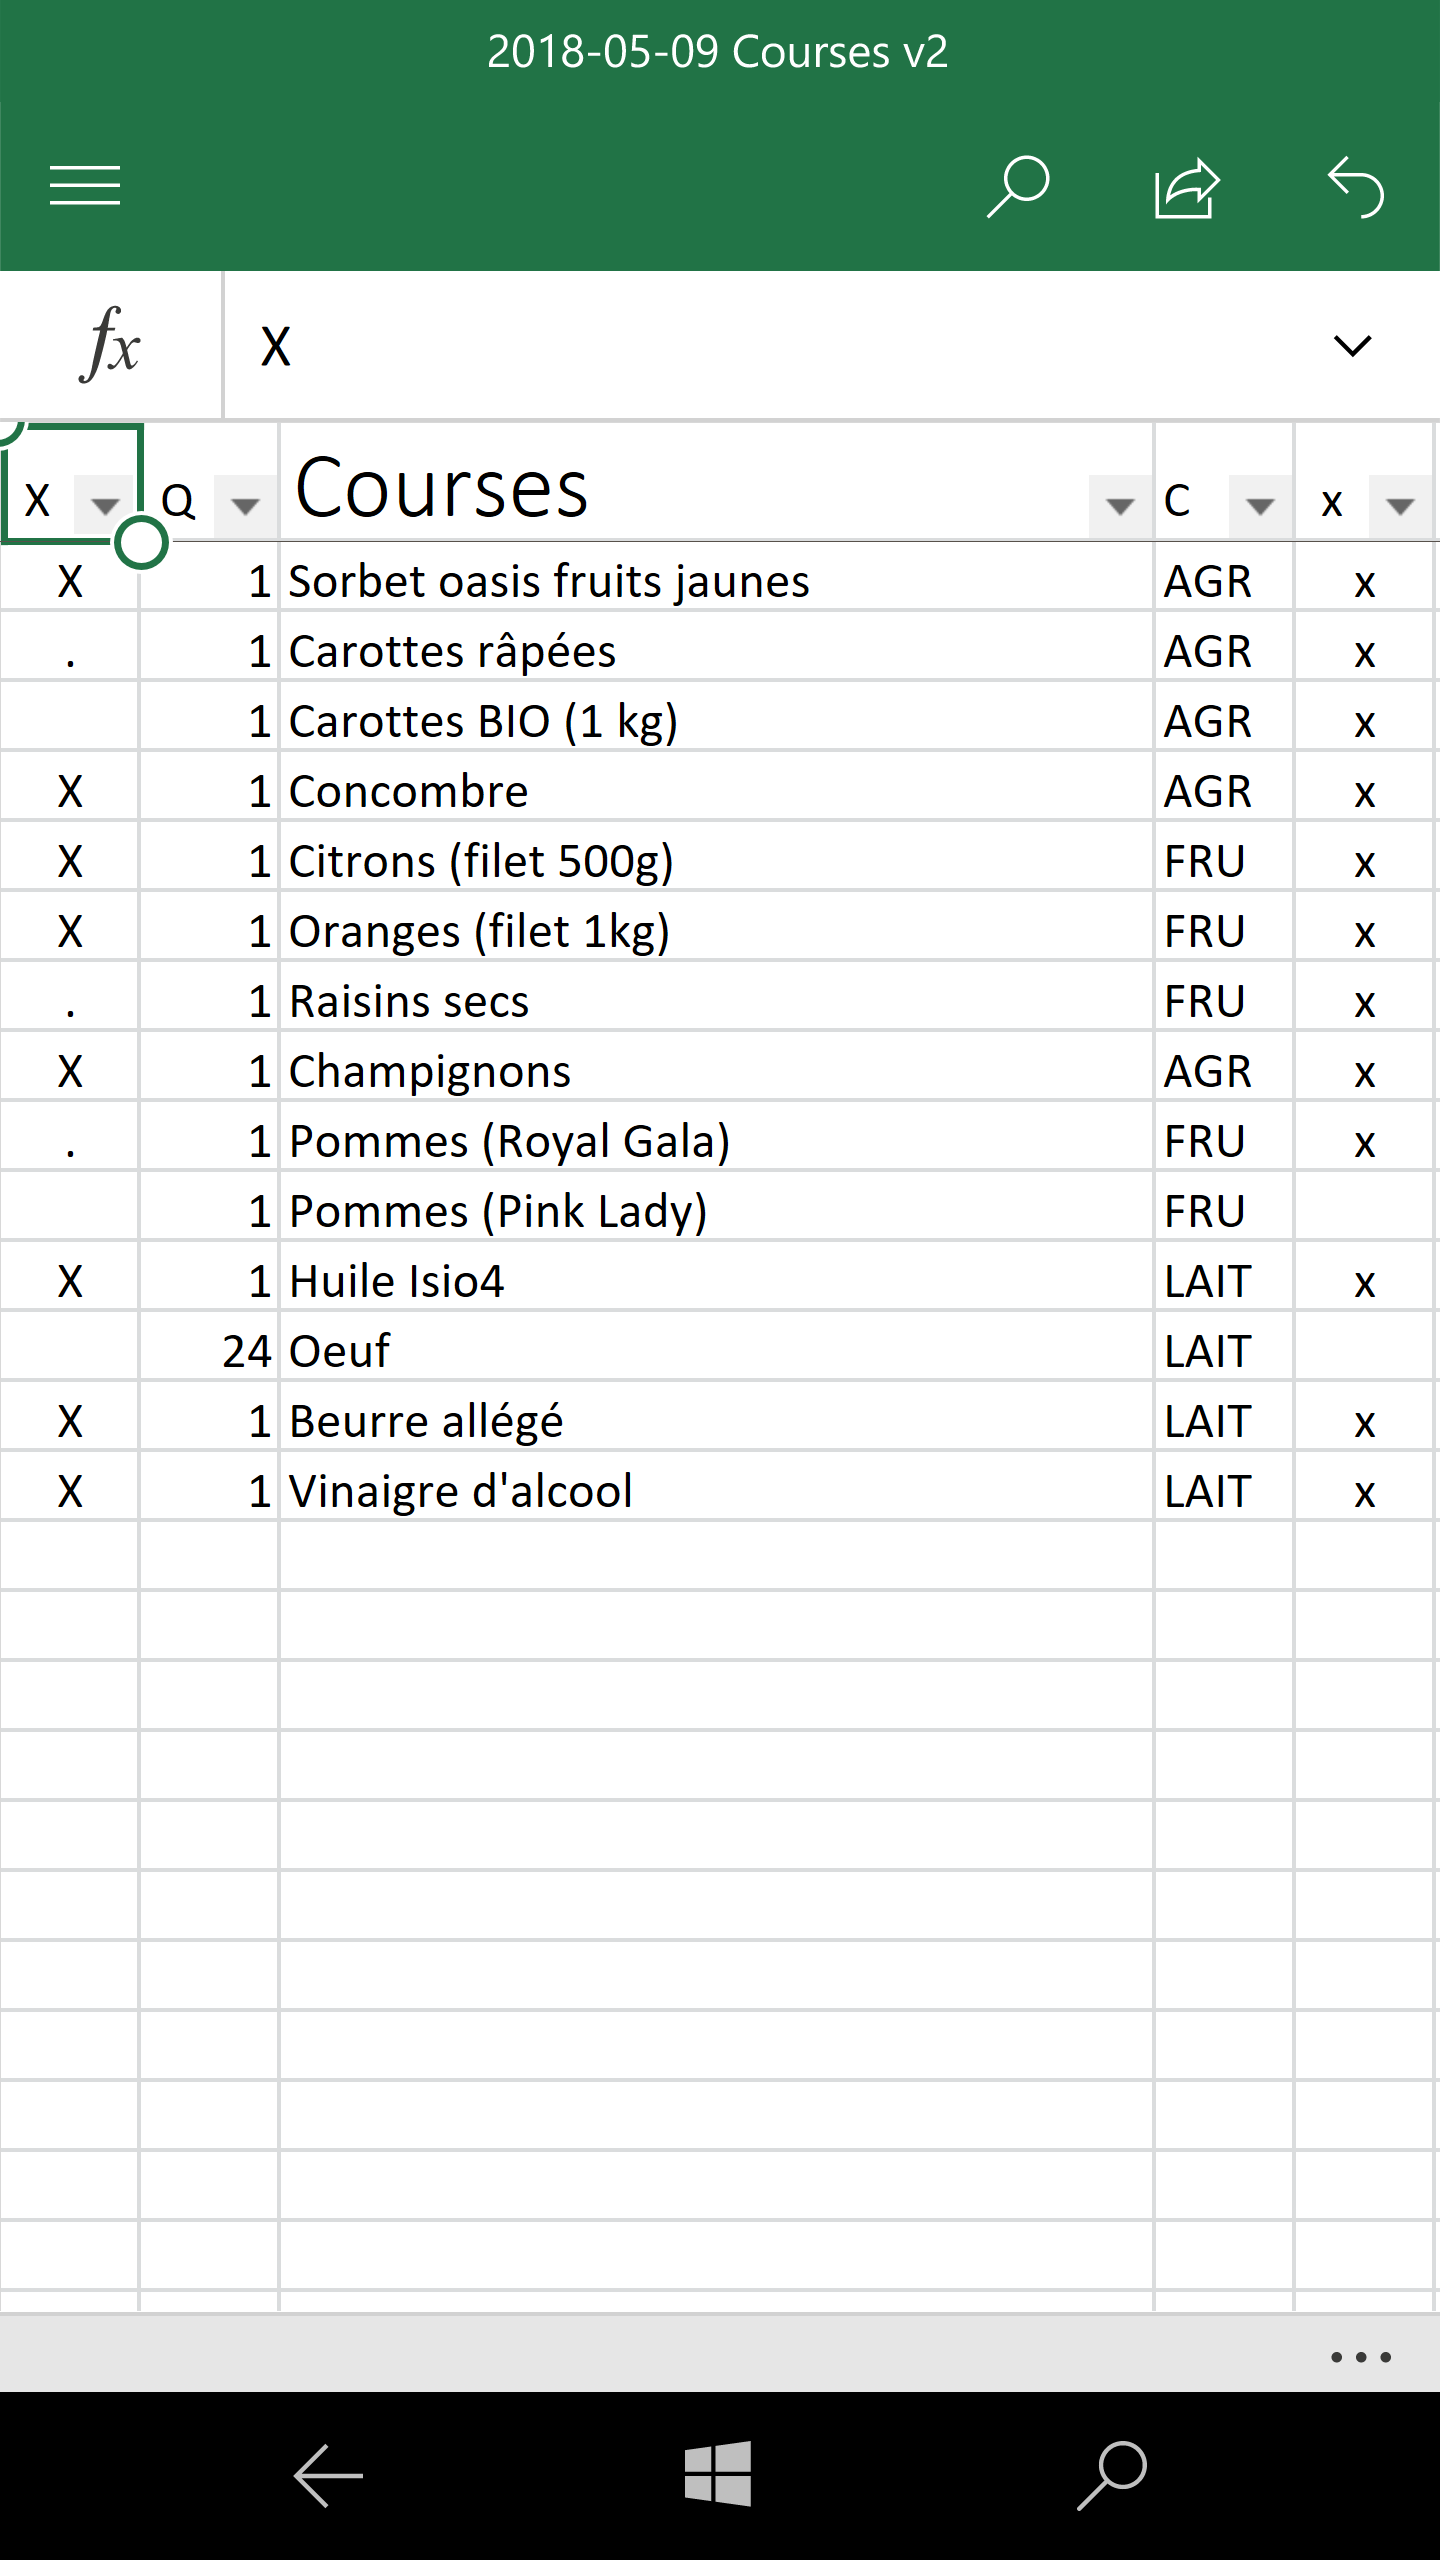 2018-05-09 Courses v2
fx X
X Q Courses C x
X 1 Sorbet oasis fruits jaunes AGR x
. 1 Carottes râpées AGR x
1 Carottes BIO (1 kg) AGR x
X 1 Concombre AGR x
X 1 Citrons (filet 500g) FRU x
X 1 Oranges (filet 1kg) FRU x
. 1 Raisins secs FRU x
X 1 Champignons AGR x
. 1 Pommes (Royal Gala) FRU x
1 Pommes (Pink Lady) FRU
X 1 Huile Isio4 LAIT x
24 Oeuf LAIT
X 1 Beurre allégé LAIT x
X 1 Vinaigre d'alcool LAIT x